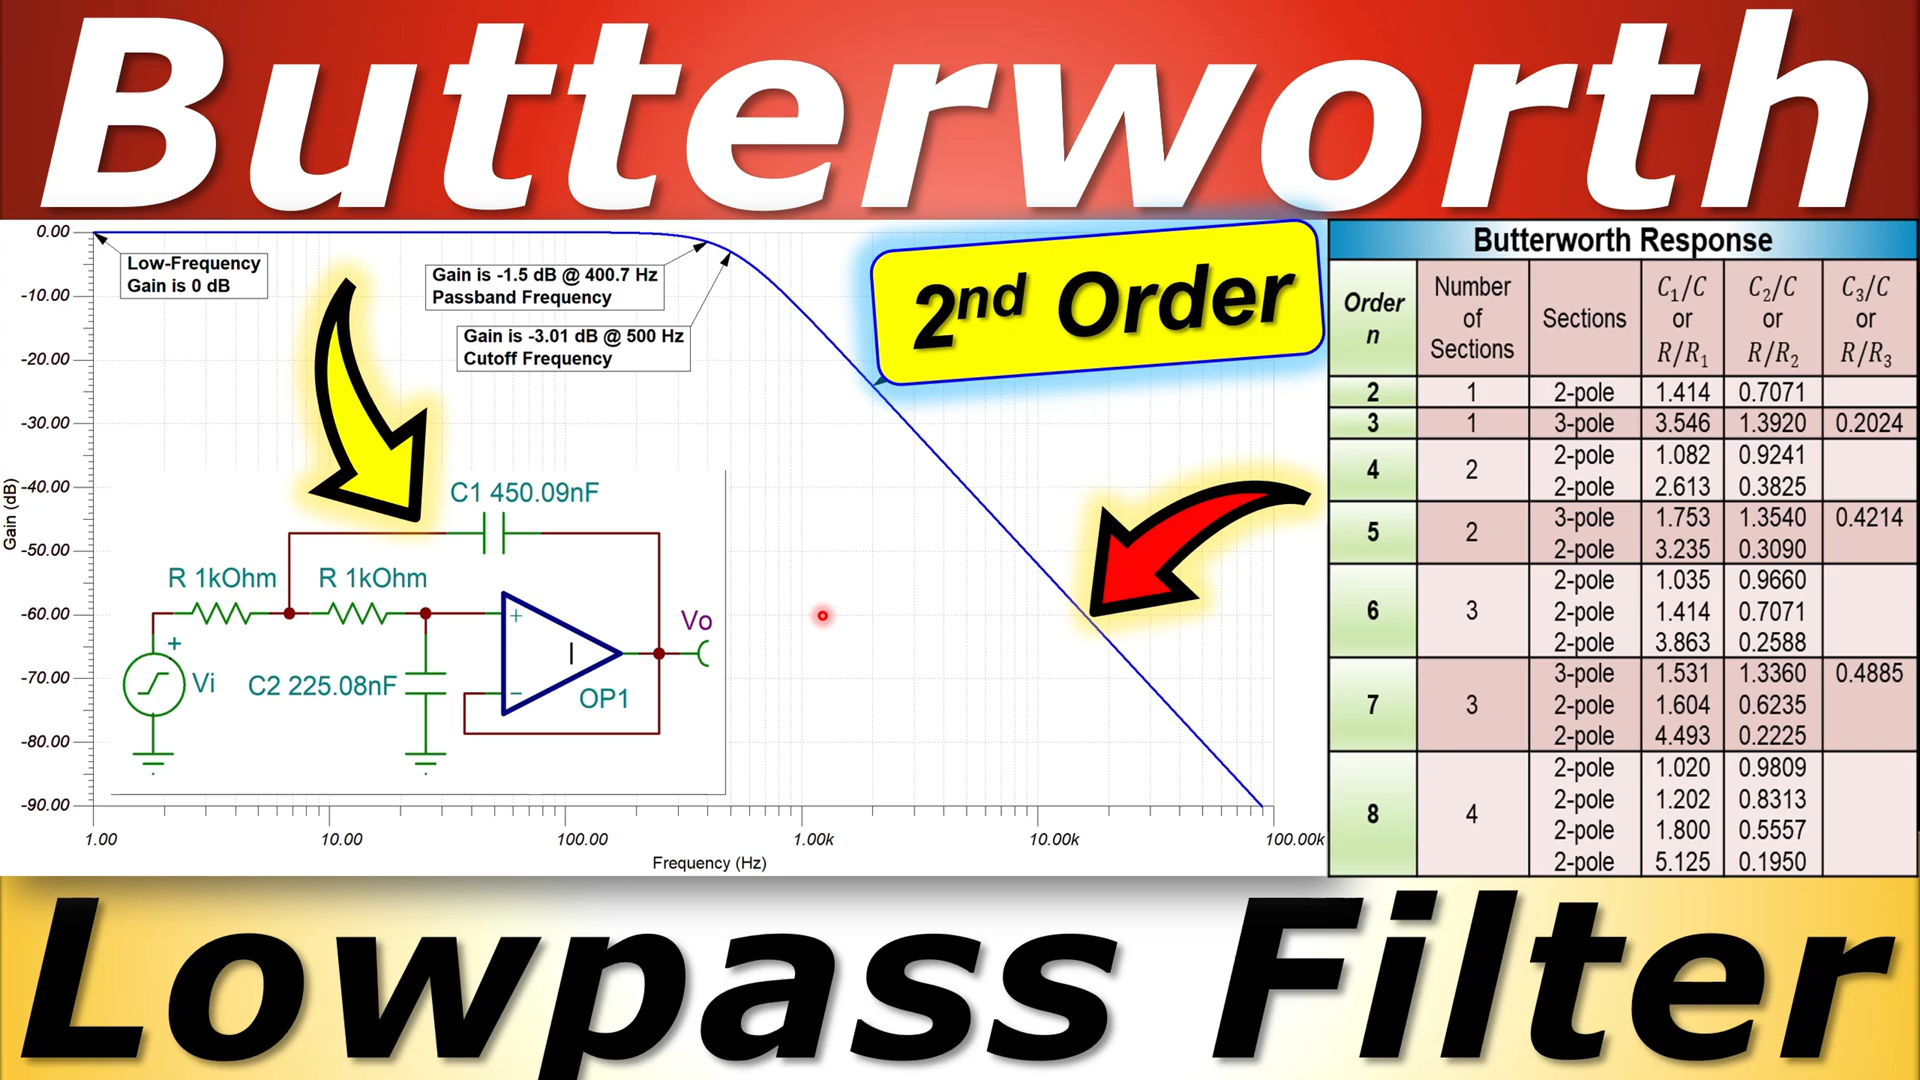 Butterworth
0.00
-10.00
-20.00
-30.00
-40.00
-50.00
-60.00
-70.00
-80.00
-90.00
Gain (dB)
Low-Frequency
Gain is 0 dB
Gain is -1.5 dB @ 400.7 Hz
Passband Frequency
Gain is -3.01 dB @ 500 Hz
Cutoff Frequency
2nd Order
C1 450.09nF
R 1kOhm R 1kOhm
+
+
Vo
Vi
C2 225.08nF
-
OP1
1.00 10.00 100.00 1.00k 10.00k 100.00k
Frequency (Hz)
Butterworth Response
Order n Number of Sections Sections C1/C or R/R1 C2/C or R/R2 C3/C or R/R3
2 1 2-pole 1.414 0.7071
3 1 3-pole 3.546 1.3920 0.2024
4 2 2-pole 1.082 0.9241
2-pole 2.613 0.3825
5 2 3-pole 1.753 1.3540 0.4214
2-pole 3.235 0.3090
6 3 2-pole 1.035 0.9660
2-pole 1.414 0.7071
2-pole 3.863 0.2588
7 3 3-pole 1.531 1.3360 0.4885
2-pole 1.604 0.6235
2-pole 4.493 0.2225
8 4 2-pole 1.020 0.9809
2-pole 1.202 0.8313
2-pole 1.800 0.5557
2-pole 5.125 0.1950
Lowpass Filter